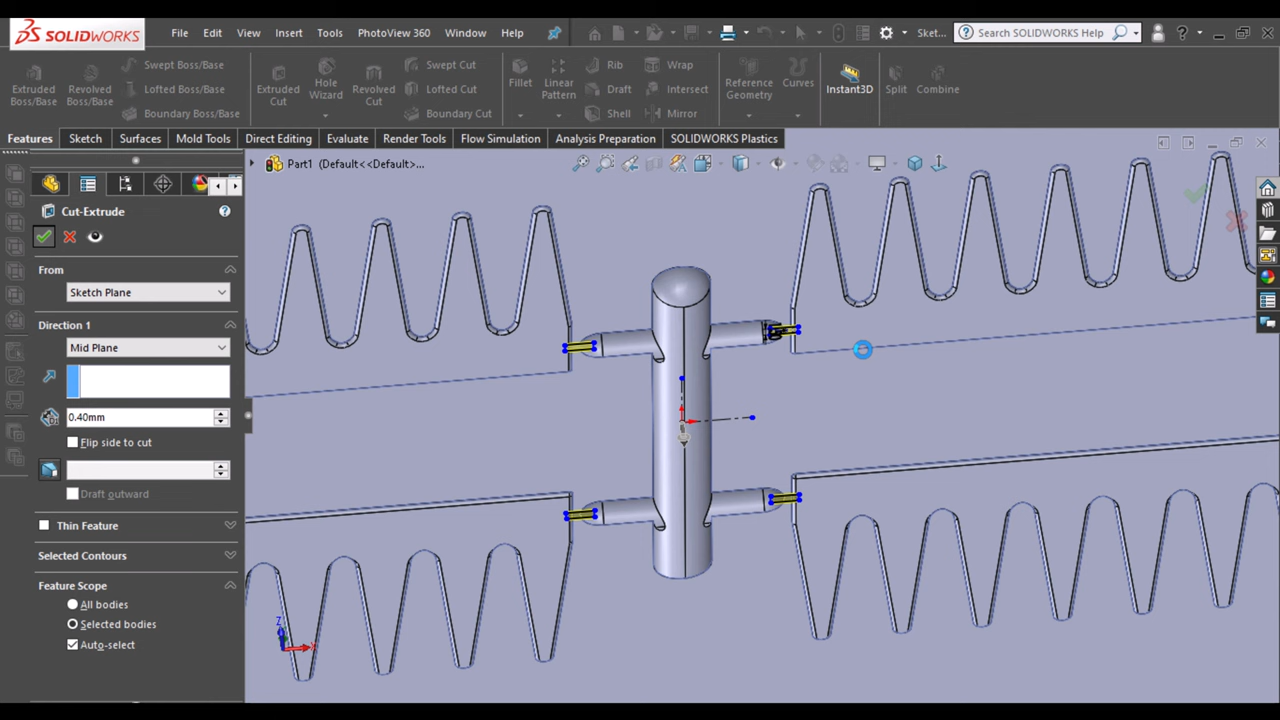 SOLIDWORKS File Edit View Insert Tools PhotoView 360 Window Help Sket... Search SOLIDWORKS Help
Extruded Boss/Base
Revolved Boss/Base
Swept Boss/Base
Lofted Boss/Base
Boundary Boss/Base
Extruded Cut
Hole Wizard
Revolved Cut
Swept Cut
Lofted Cut
Boundary Cut
Fillet
Linear Pattern
Rib
Draft
Shell
Wrap
Intersect
Mirror
Reference Geometry
Curves
Instant3D
Split
Combine
Features Sketch Surfaces Mold Tools Direct Editing Evaluate Render Tools Flow Simulation Analysis Preparation SOLIDWORKS Plastics
Part1 (Default<<Default>...
Cut-Extrude
From
Sketch Plane
Direction 1
Mid Plane
0.40mm
Flip side to cut
Draft outward
Thin Feature
Selected Contours
Feature Scope
All bodies
Selected bodies
Auto-select
Z
X